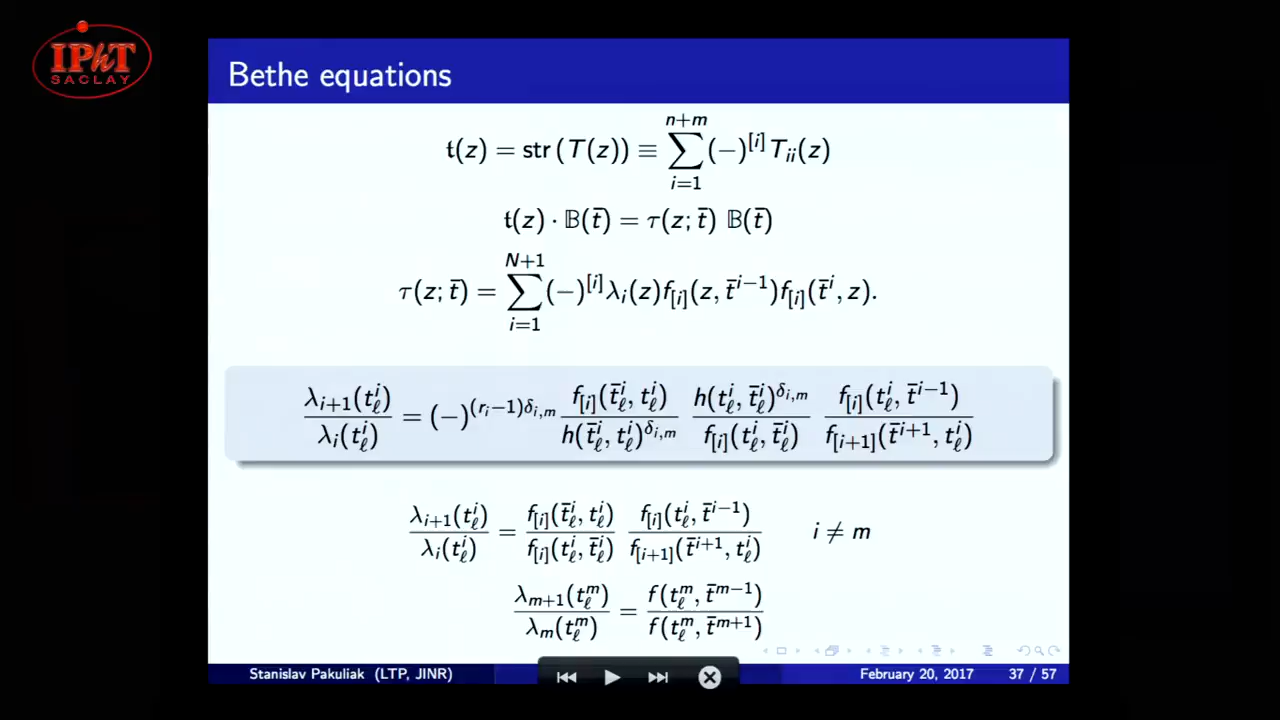 IPhT
SACLAY
Bethe equations
𝔱(z) = str (T(z)) ≡ ∑_{i=1}^{n+m} (−)^{[i]} T_{ii}(z)
𝔱(z) · 𝔹(t̄) = τ(z; t̄) 𝔹(t̄)
τ(z; t̄) = ∑_{i=1}^{N+1} (−)^{[i]} λ_i(z) f_{[i]}(z, t̄^{i−1}) f_{[i]}(t̄^i, z).
λ_{i+1}(t^i_ℓ) / λ_i(t^i_ℓ) = (−)^{(r_i−1)δ_{i,m}} f_{[i]}(t̄^i_ℓ, t^i_ℓ) / h(t̄^i_ℓ, t^i_ℓ)^{δ_{i,m}} h(t^i_ℓ, t̄^i_ℓ)^{δ_{i,m}} / f_{[i]}(t^i_ℓ, t̄^i_ℓ) f_{[i]}(t^i_ℓ, t̄^{i−1}) / f_{[i+1]}(t̄^{i+1}, t^i_ℓ)
λ_{i+1}(t^i_ℓ) / λ_i(t^i_ℓ) = f_{[i]}(t̄^i_ℓ, t^i_ℓ) / f_{[i]}(t^i_ℓ, t̄^i_ℓ) f_{[i]}(t^i_ℓ, t̄^{i−1}) / f_{[i+1]}(t̄^{i+1}, t^i_ℓ) i ≠ m
λ_{m+1}(t^m_ℓ) / λ_m(t^m_ℓ) = f(t^m_ℓ, t̄^{m−1}) / f(t^m_ℓ, t̄^{m+1})
Stanislav Pakuliak (LTP, JINR) February 20, 2017 37 / 57